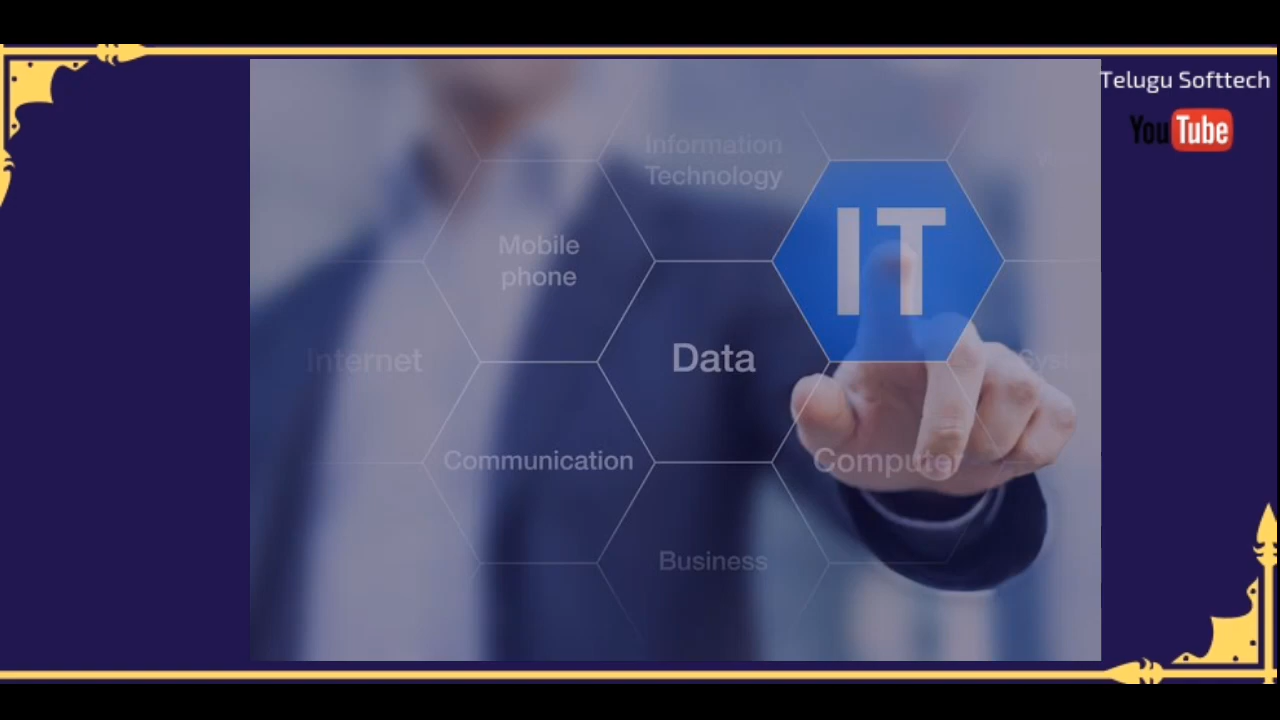 Telugu Softtech
YouTube
Information
Technology
IT
Mobile
phone
Internet
Data
Communication
Computer
Business